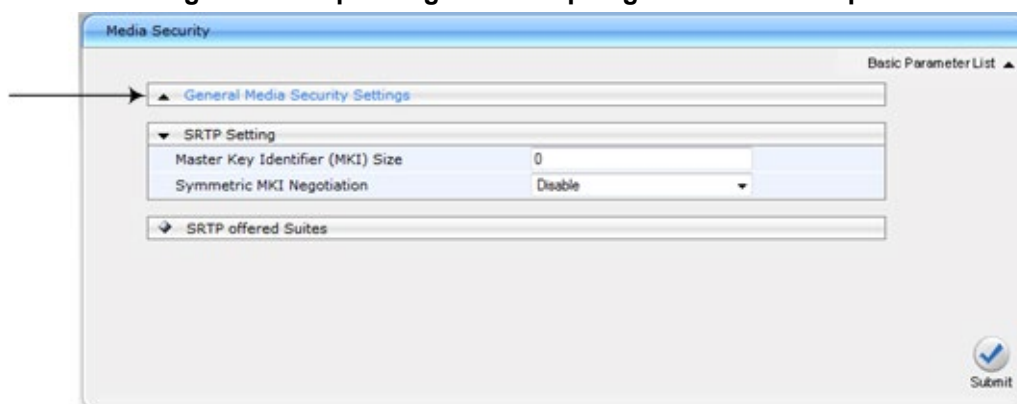 Media Security
Basic Parameter List
General Media Security Settings
SRTP Setting
Master Key Identifier (MKI) Size 0
Symmetric MKI Negotiation Disable
SRTP offered Suites
Submit